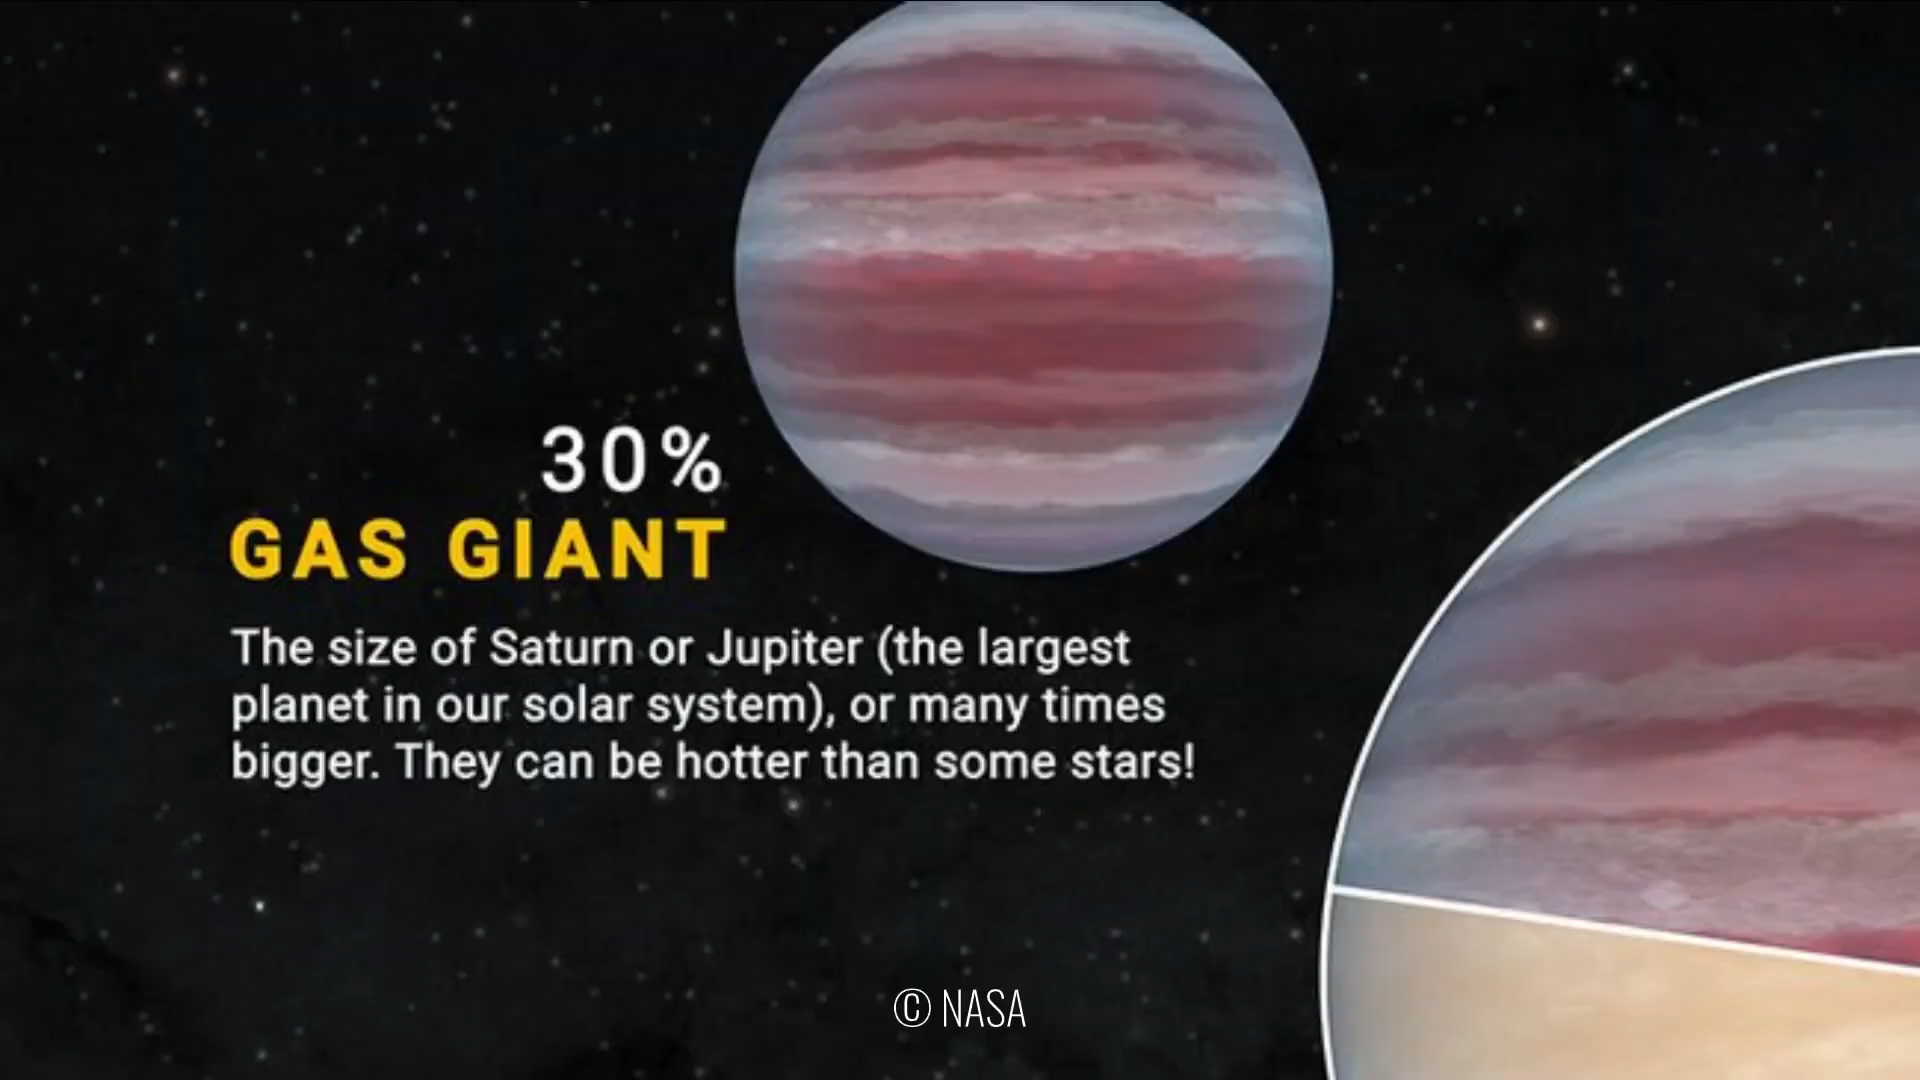 30%
GAS GIANT
The size of Saturn or Jupiter (the largest
planet in our solar system), or many times
bigger. They can be hotter than some stars!
© NASA